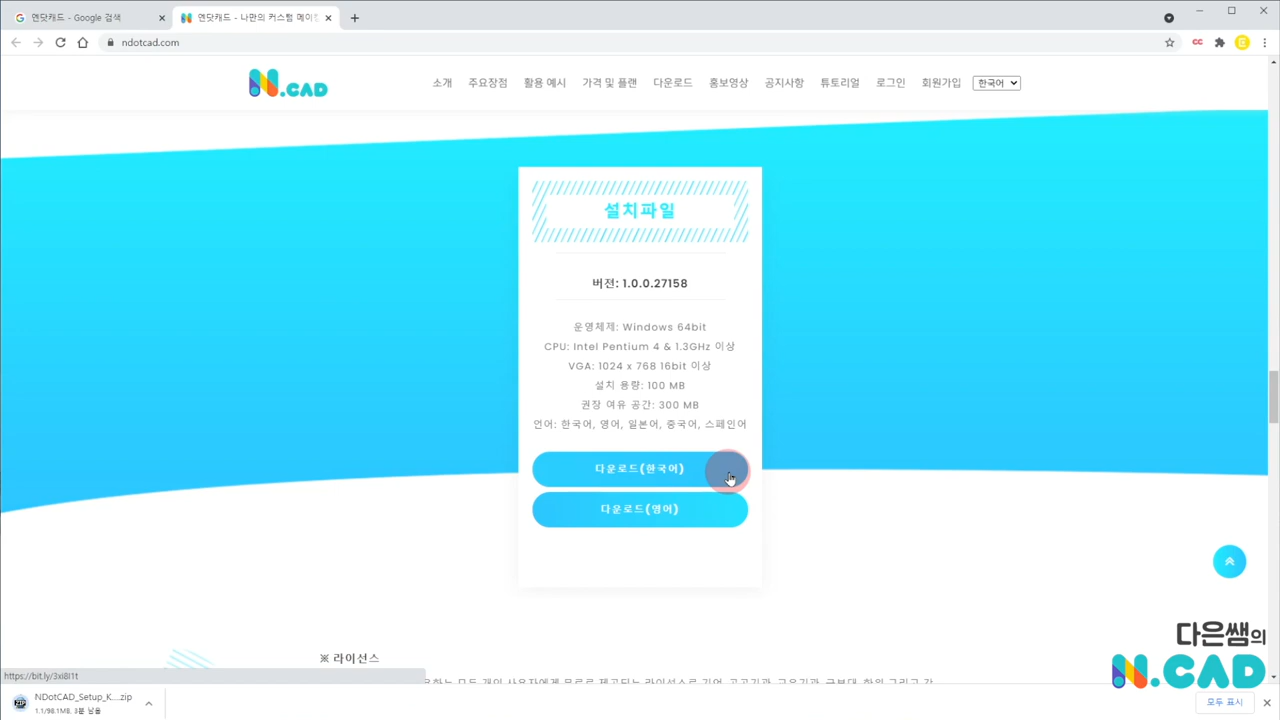 엔닷캐드 - Google 검색
엔닷캐드 - 나만의 커스텀 메이킹
ndotcad.com
N.CAD
소개 주요장점 활용 예시 가격 및 플랜 다운로드 홍보영상 공지사항 튜토리얼 로그인 회원가입 한국어
설치파일
버전: 1.0.0.27158
운영체제: Windows 64bit
CPU: Intel Pentium 4 & 1.3GHz 이상
VGA: 1024 x 768 16bit 이상
설치 용량: 100 MB
권장 여유 공간: 300 MB
언어: 한국어, 영어, 일본어, 중국어, 스페인어
다운로드(한국어)
다운로드(영어)
※ 라이선스
다은쌤의
N.CAD
NDotCAD_Setup_K....zip
1.1/98.1MB, 3분 남음
모두 표시